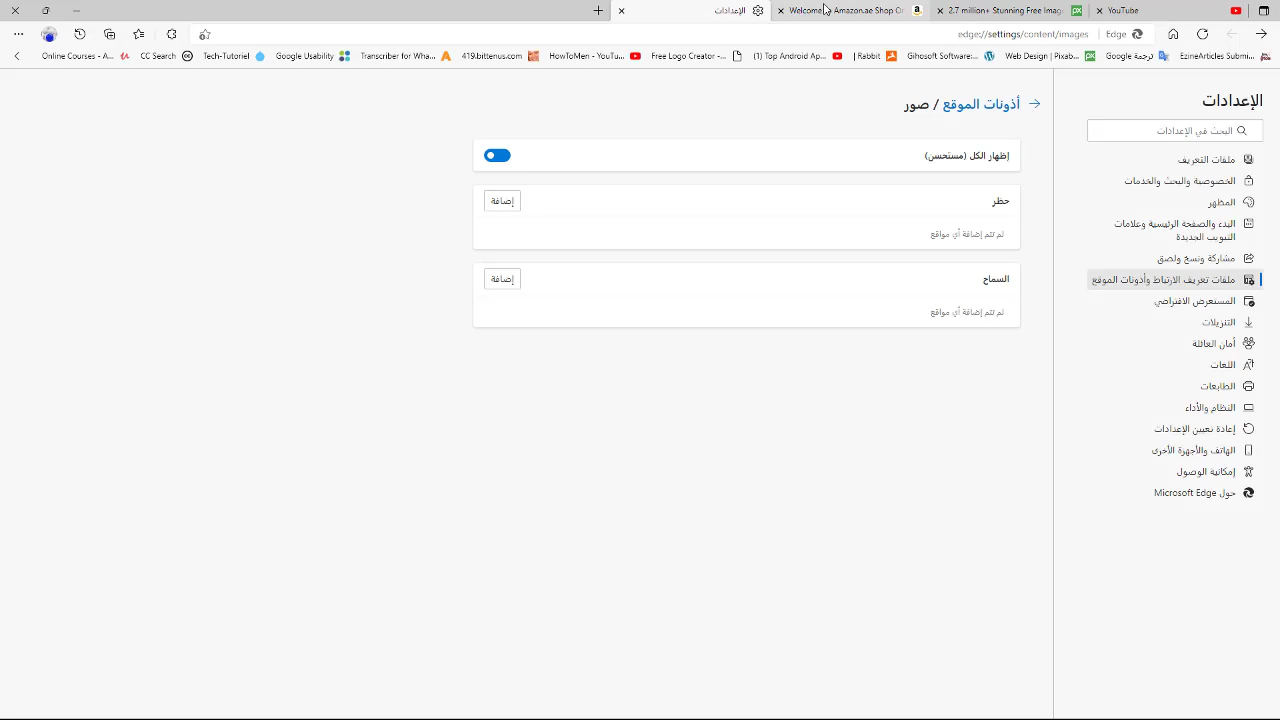 YouTube
2.7 million+ Stunning Free Imag
Welcome Amazon.ae Shop On
الإعدادات
Edge
edge://settings/content/images
EzineArticles Submi...
ترجمة Google
Web Design | Pixab...
Gihosoft Software:...
| Rabbit
(1) Top Android Ap...
Free Logo Creator -...
HowToMen - YouTu...
419.bittenus.com
Transcriber for Wha...
Google Usability
Tech-Tutoriel
CC Search
Online Courses - A...
الإعدادات
البحث في الإعدادات
ملفات التعريف
الخصوصية والبحث والخدمات
المظهر
البدء والصفحة الرئيسية وعلامات
التبويب الجديدة
مشاركة ونسخ ولصق
ملفات تعريف الارتباط وأذونات الموقع
المستعرض الافتراضي
التنزيلات
أمان العائلة
اللغات
الطابعات
النظام والأداء
إعادة تعيين الإعدادات
الهاتف والأجهزة الأخرى
إمكانية الوصول
حول Microsoft Edge
أذونات الموقع / صور
إظهار الكل (مستحسن)
حظر
إضافة
لم تتم إضافة أي مواقع
السماح
إضافة
لم تتم إضافة أي مواقع